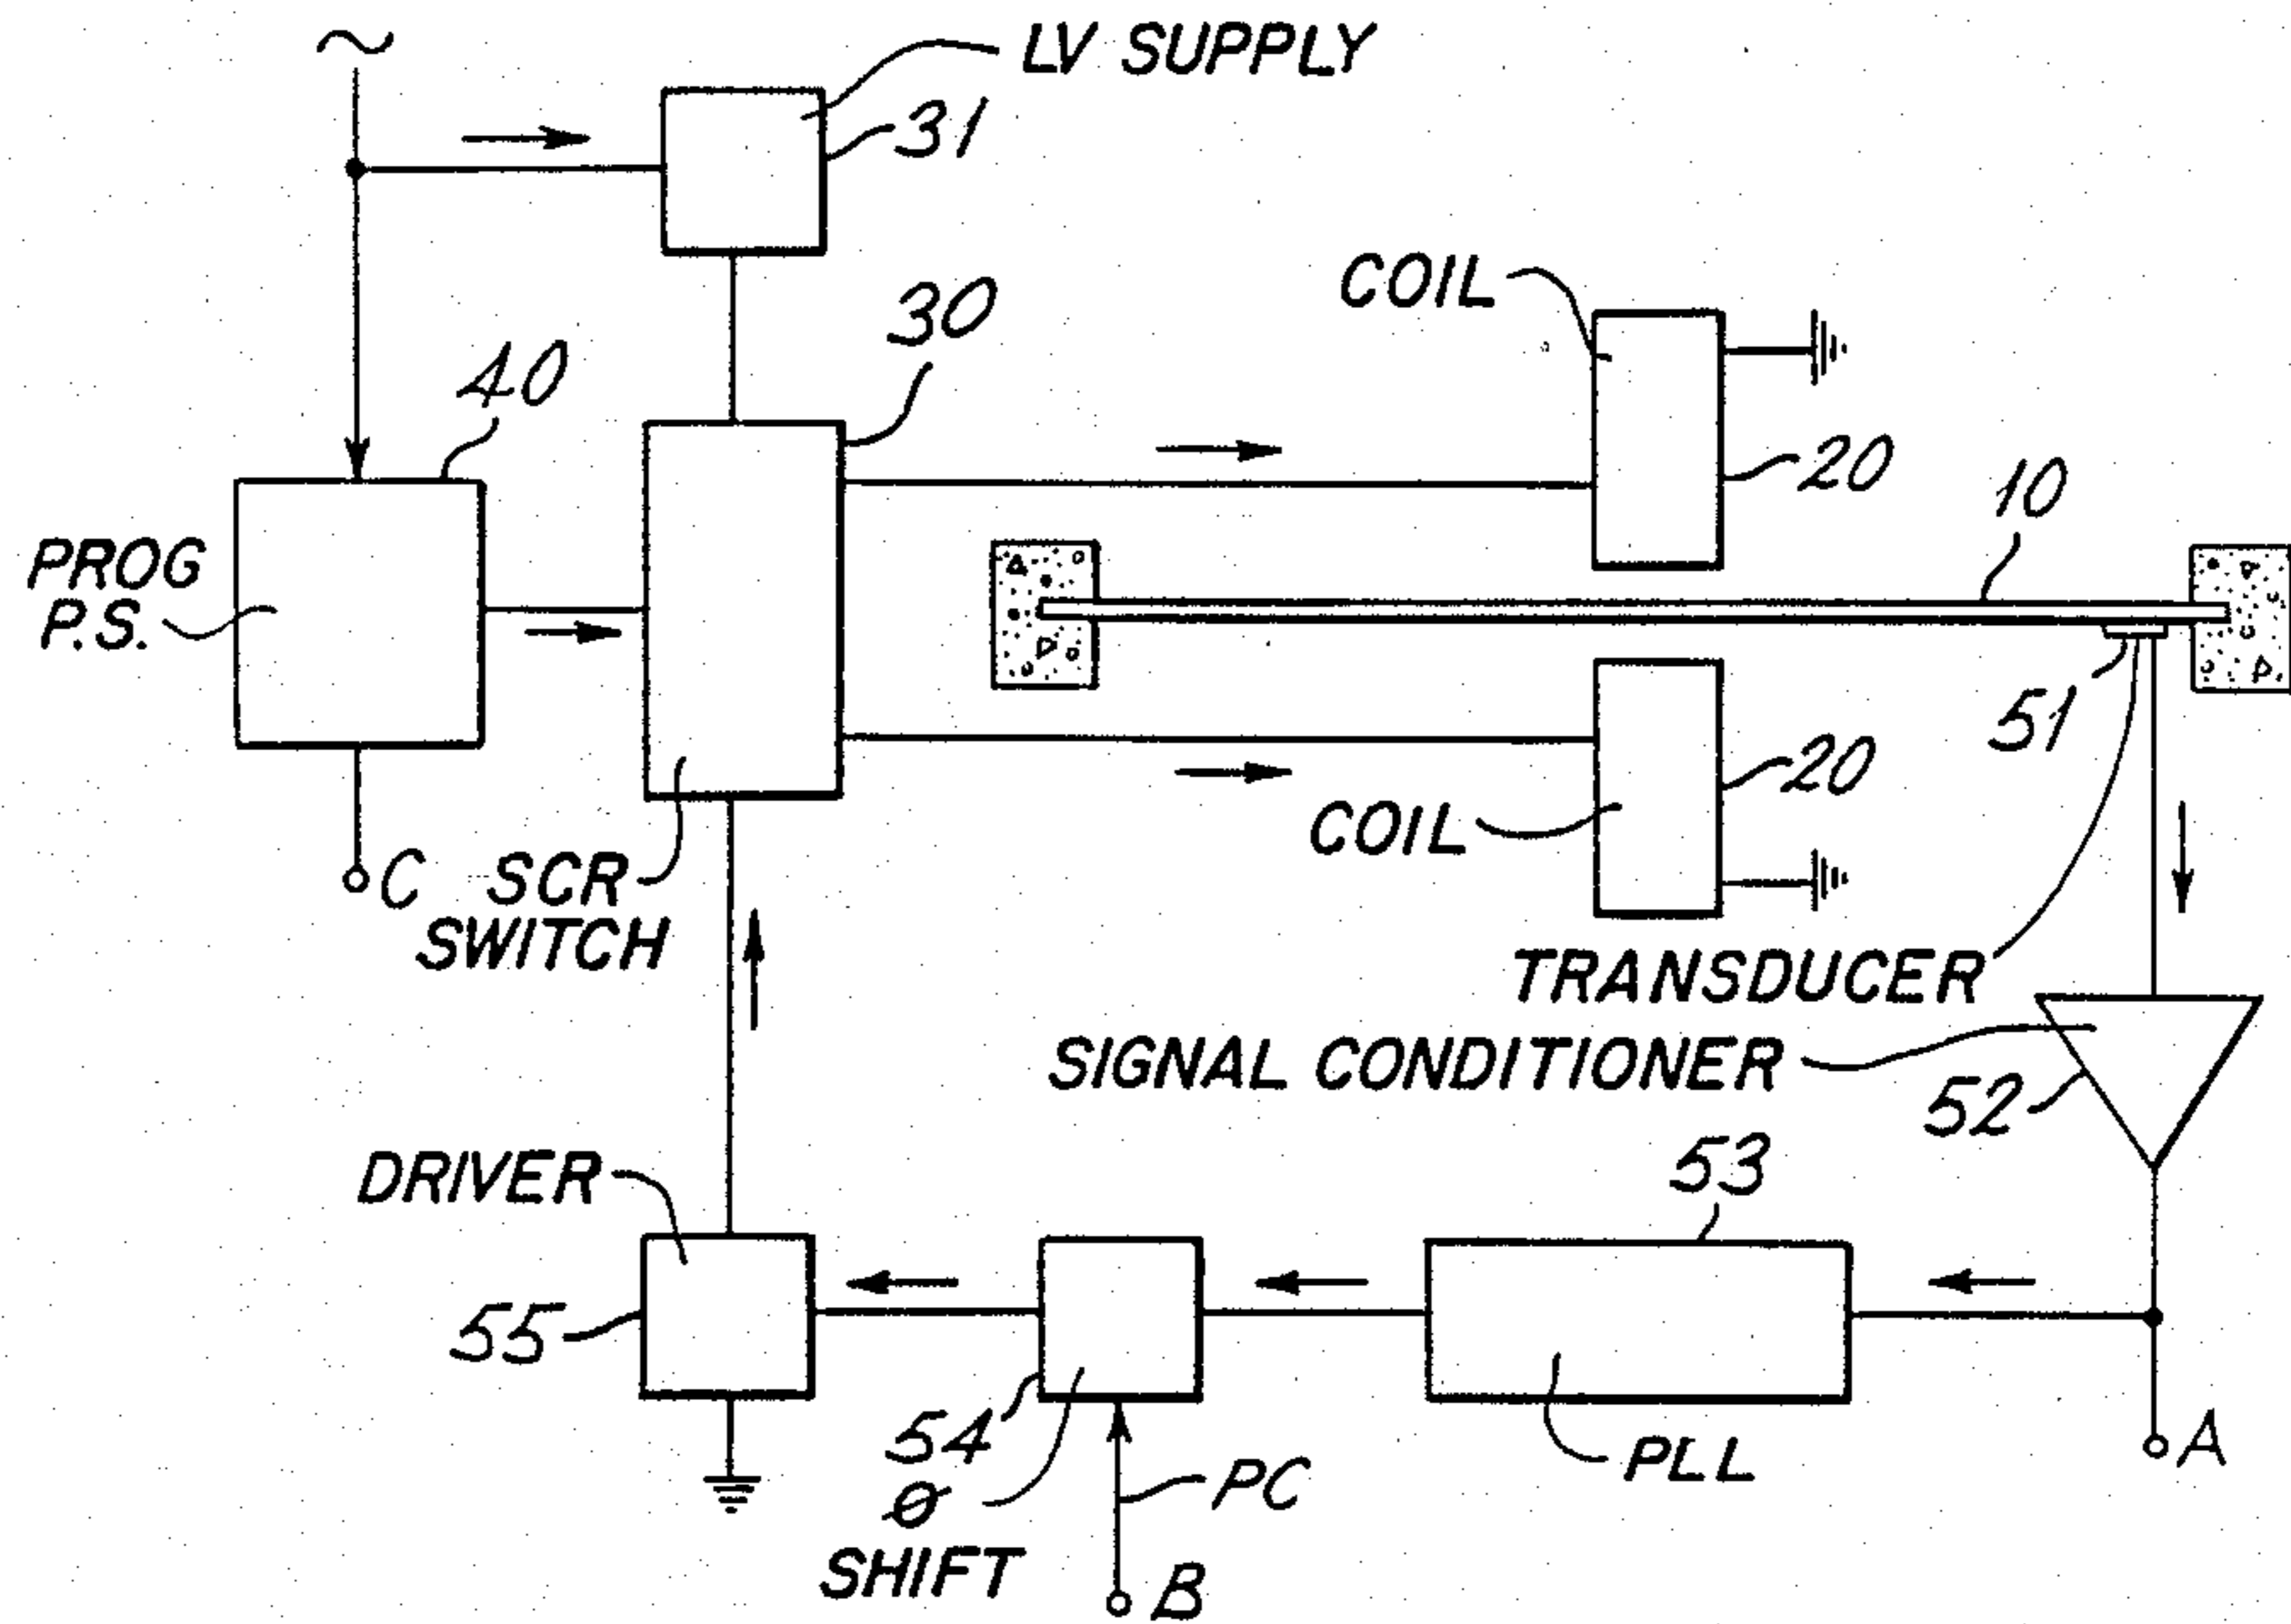 LV SUPPLY
31
30
COIL
40
20
10
PROG
P.S.
51
20
COIL
C
SCR
SWITCH
TRANSDUCER
SIGNAL CONDITIONER
52
DRIVER
53
55
54
Ø
SHIFT
PC
PLL
A
B